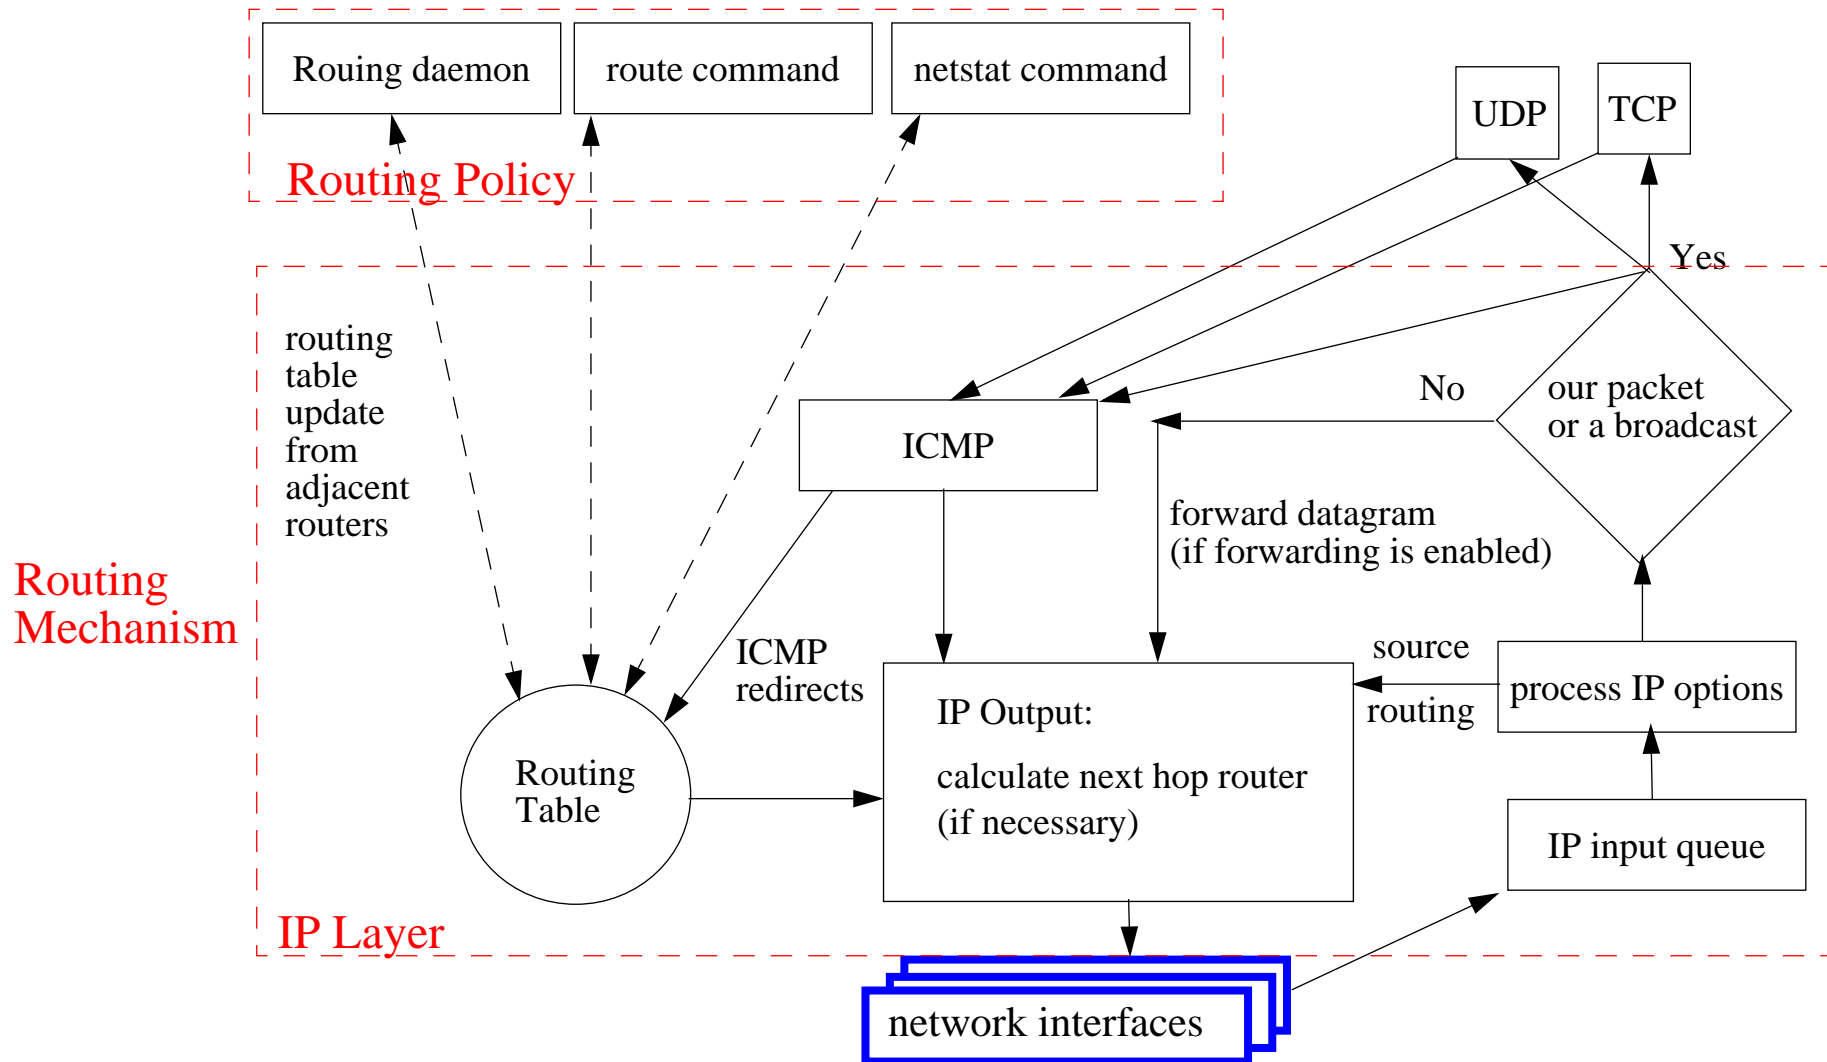 Rouing daemon
route command
netstat command
UDP
TCP
Routing Policy
Yes
routing
table
update
from
adjacent
routers
No
our packet
or a broadcast
ICMP
forward datagram
(if forwarding is enabled)
Routing
Mechanism
ICMP
redirects
source
routing
process IP options
IP Output:
calculate next hop router
(if necessary)
Routing
Table
IP input queue
IP Layer
network interfaces